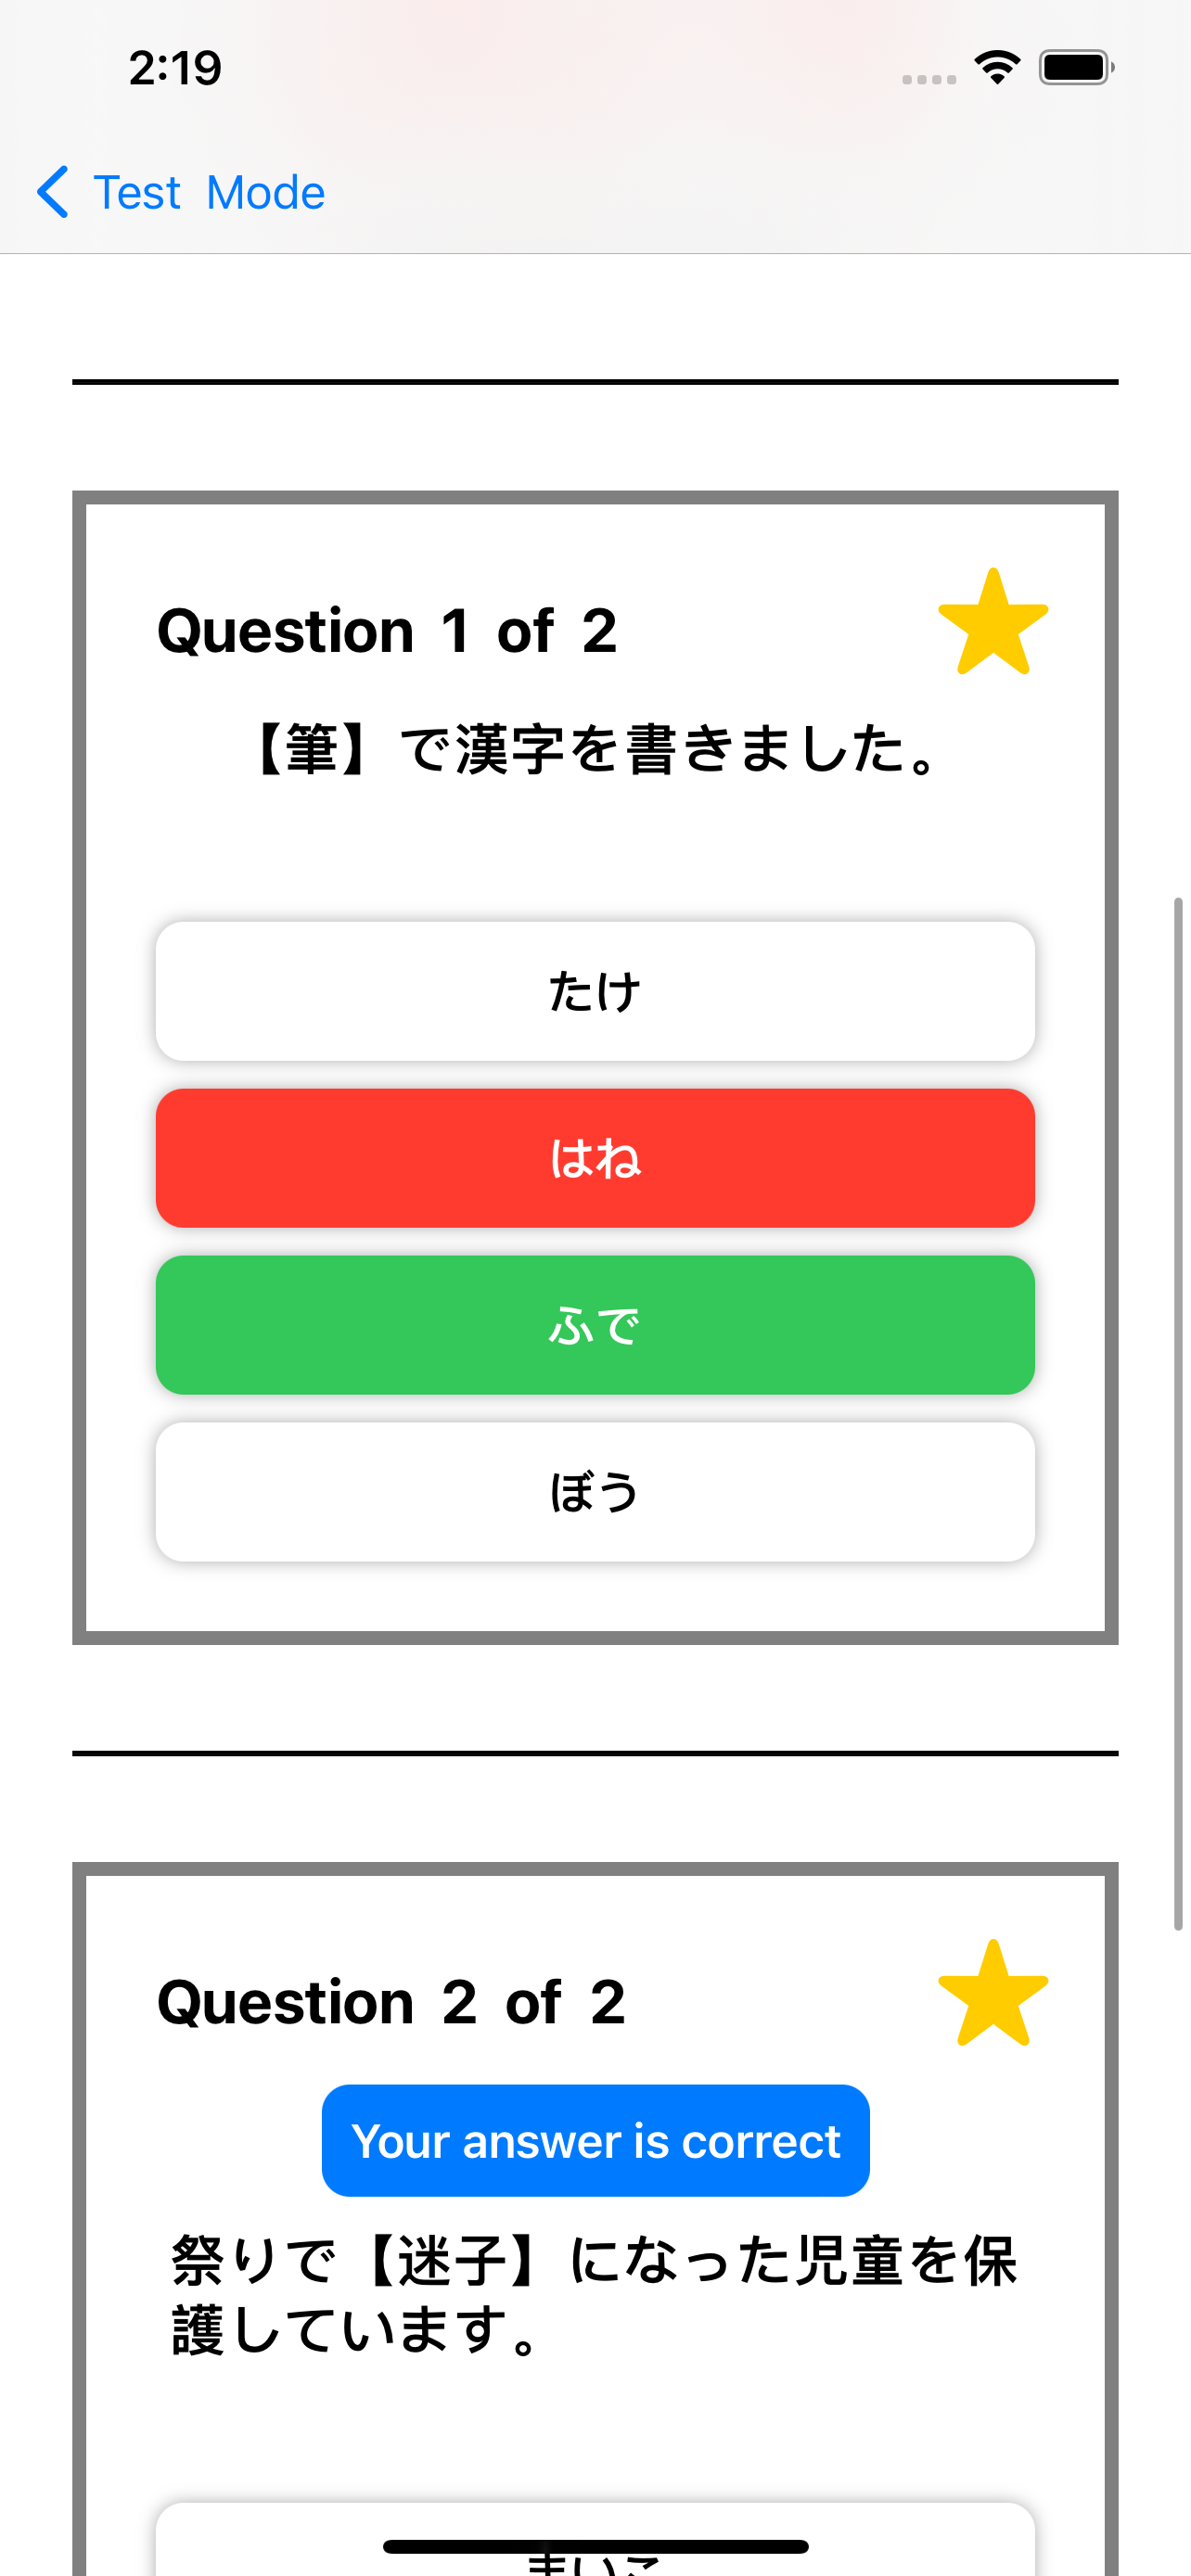 2:19
Test Mode
Question 1 of 2
【筆】で漢字を書きました。
たけ
はね
ふで
ぼう
Question 2 of 2
Your answer is correct
祭りで【迷子】になった児童を保
護しています。